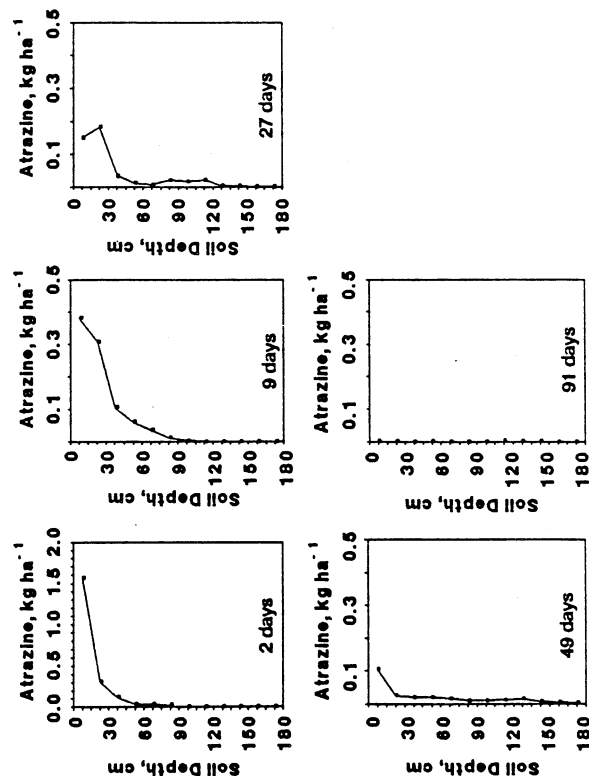 Atrazine, kg ha⁻¹
0.0 0.5 1.0 1.5 2.0
Soil Depth, cm
0
30
60
90
120
150
180
2 days
Atrazine, kg ha⁻¹
0.1 0.3 0.5
Soil Depth, cm
0
30
60
90
120
150
180
9 days
Atrazine, kg ha⁻¹
0.1 0.3 0.5
Soil Depth, cm
0
30
60
90
120
150
180
27 days
Atrazine, kg ha⁻¹
0.1 0.3 0.5
Soil Depth, cm
0
30
60
90
120
150
180
49 days
Atrazine, kg ha⁻¹
0.1 0.3 0.5
Soil Depth, cm
0
30
60
90
120
150
180
91 days